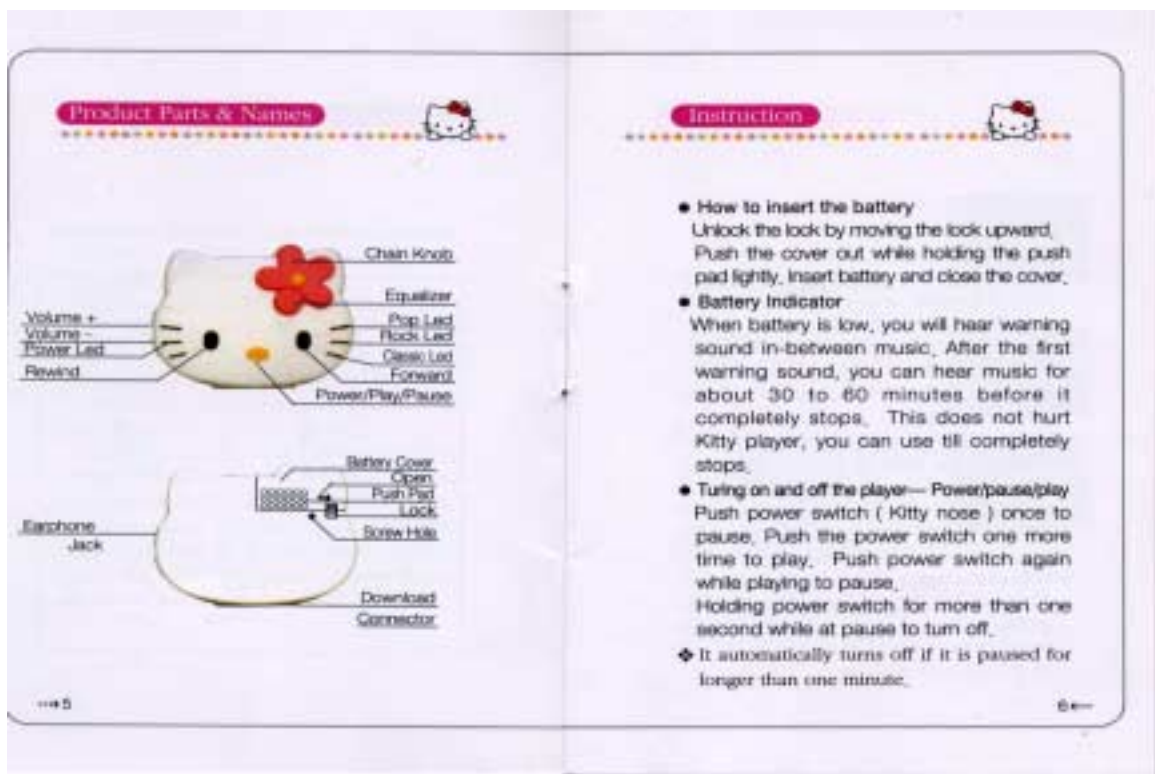 Product Parts & Names
Chain Knob
Equalizer
Volume +
Pop Led
Volume -
Rock Led
Power Led
Classic Led
Rewind
Forward
Power/Play/Pause
Battery Cover
Open
Push Pad
Lock
Earphone
Jack
Screw Hole
Download
Connector
5
Instruction
● How to insert the battery
Unlock the lock by moving the lock upward.
Push the cover out while holding the push
pad lightly. Insert battery and close the cover.
● Battery Indicator
When battery is low, you will hear warning
sound in-between music. After the first
warning sound, you can hear music for
about 30 to 60 minutes before it
completely stops. This does not hurt
Kitty player, you can use till completely
stops.
● Turing on and off the player— Power/pause/play
Push power switch ( Kitty nose ) once to
pause. Push the power switch one more
time to play. Push power switch again
while playing to pause.
Holding power switch for more than one
second while at pause to turn off.
❖ It automatically turns off if it is paused for
longer than one minute.
6